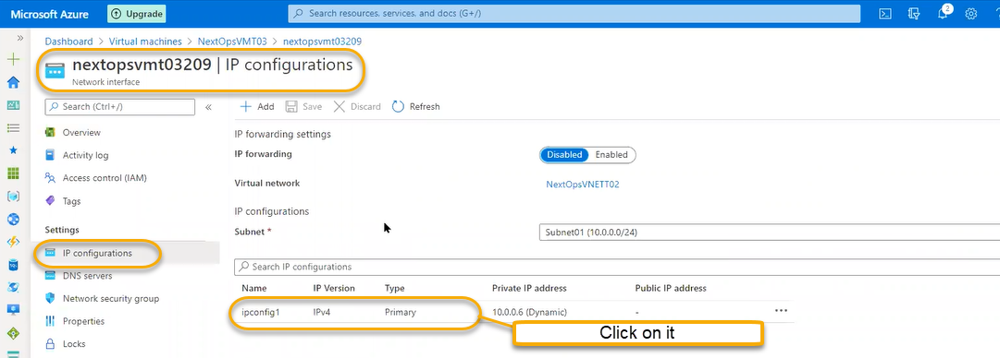 Microsoft Azure
Upgrade
Search resources, services, and docs (G+/)
2
Dashboard > Virtual machines > NextOpsVMT03 > nextopsvmt03209
nextopsvmt03209 | IP configurations
Network interface
Search (Ctrl+/)
Add
Save
Discard
Refresh
Overview
Activity log
Access control (IAM)
Tags
Settings
IP configurations
DNS servers
Network security group
Properties
Locks
IP forwarding settings
IP forwarding Disabled Enabled
Virtual network NextOpsVNETT02
IP configurations
Subnet * Subnet01 (10.0.0.0/24)
Search IP configurations
Name IP Version Type Private IP address Public IP address
ipconfig1 IPv4 Primary 10.0.0.6 (Dynamic) -
Click on it